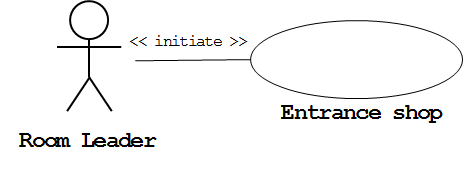 << initiate >>
Entrance shop
Room Leader